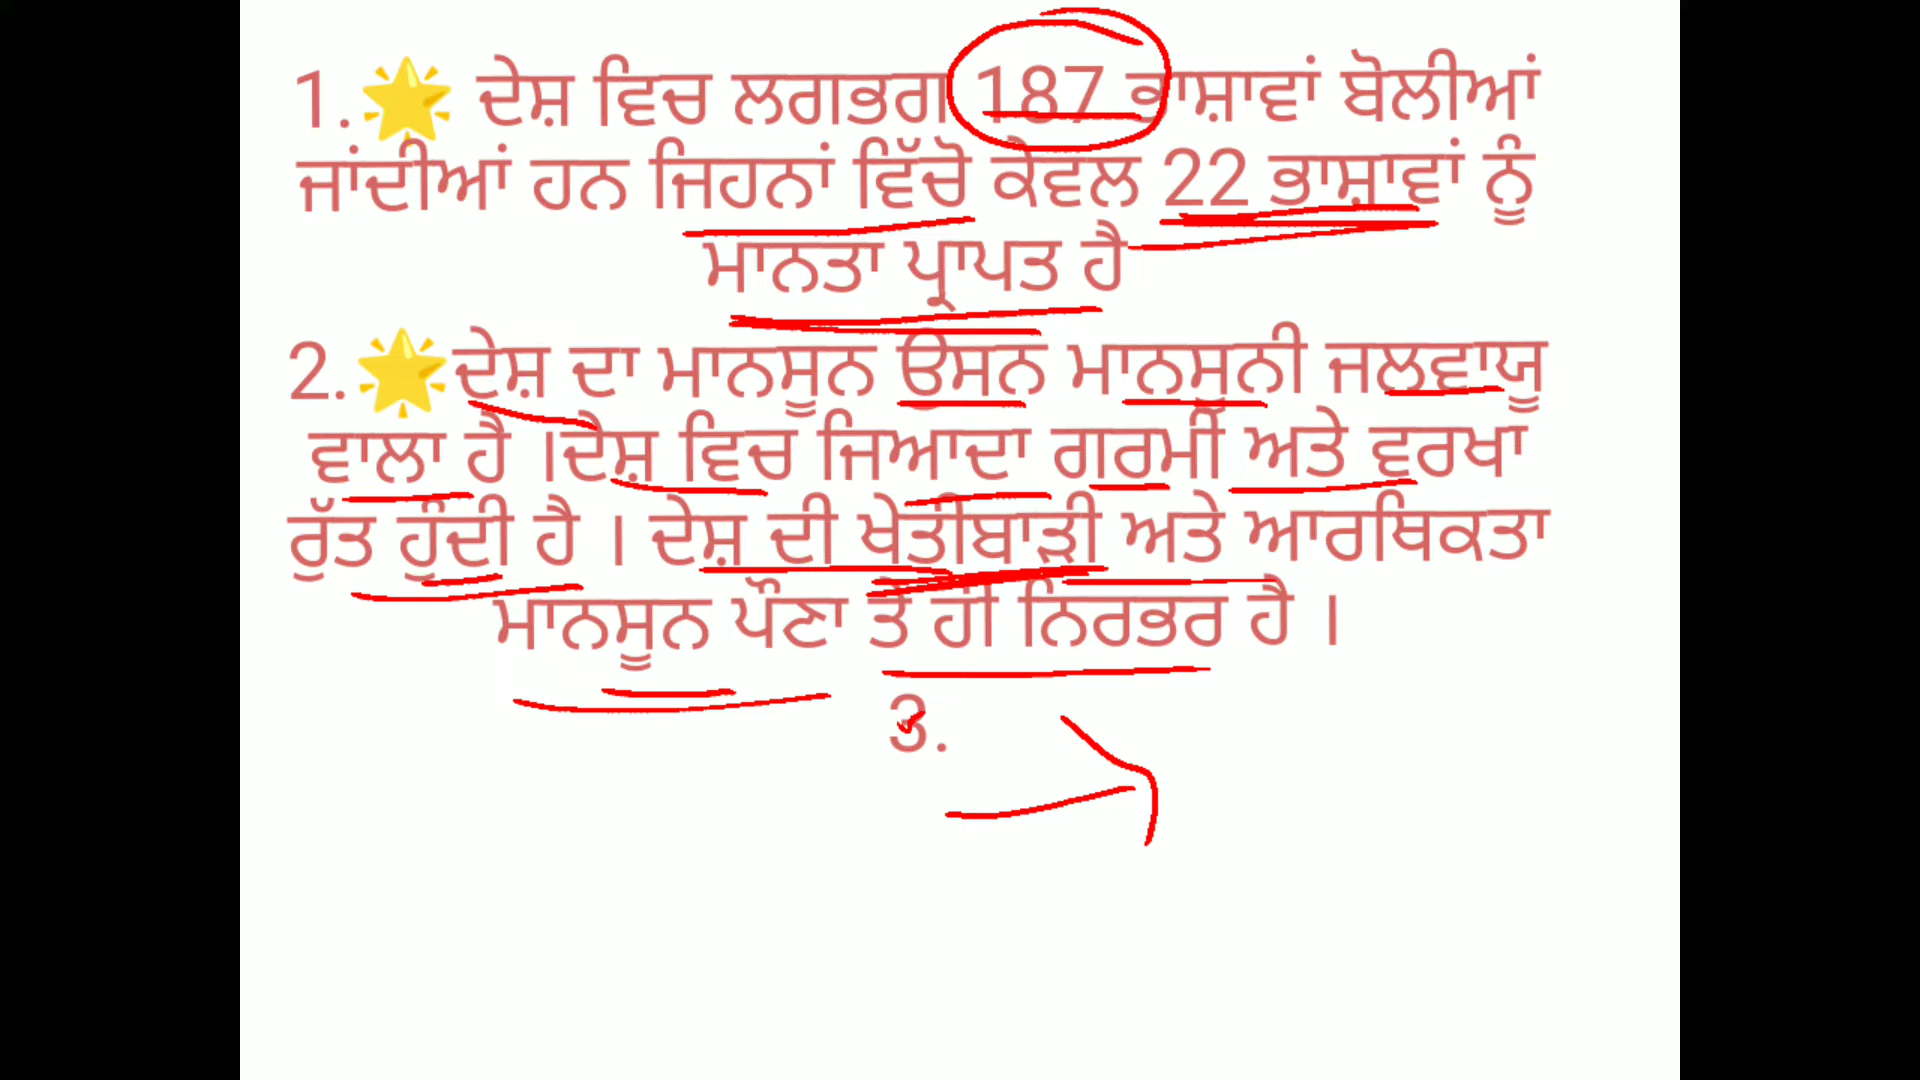 1.🌟 ਦੇਸ਼ ਵਿਚ ਲਗਭਗ 187 ਭਾਸ਼ਾਵਾਂ ਬੋਲੀਆਂ
ਜਾਂਦੀਆਂ ਹਨ ਜਿਹਨਾਂ ਵਿੱਚੋ ਕੇਵਲ 22 ਭਾਸ਼ਾਵਾਂ ਨੂੰ
ਮਾਨਤਾ ਪ੍ਰਾਪਤ ਹੈ
2.🌟ਦੇਸ਼ ਦਾ ਮਾਨਸੂਨ ੳਸਨ ਮਾਨਸੂਨੀ ਜਲਵਾਯੂ
ਵਾਲਾ ਹੈ ।ਦੇਸ਼ ਵਿਚ ਜਿਆਦਾ ਗਰਮੀ ਅਤੇ ਵਰਖਾ
ਰੁੱਤ ਹੁੰਦੀ ਹੈ । ਦੇਸ਼ ਦੀ ਖੇਤੀਬਾੜੀ ਅਤੇ ਆਰਥਿਕਤਾ
ਮਾਨਸੂਨ ਪੌਣਾ ਤੇ ਹੀ ਨਿਰਭਰ ਹੈ ।
3.